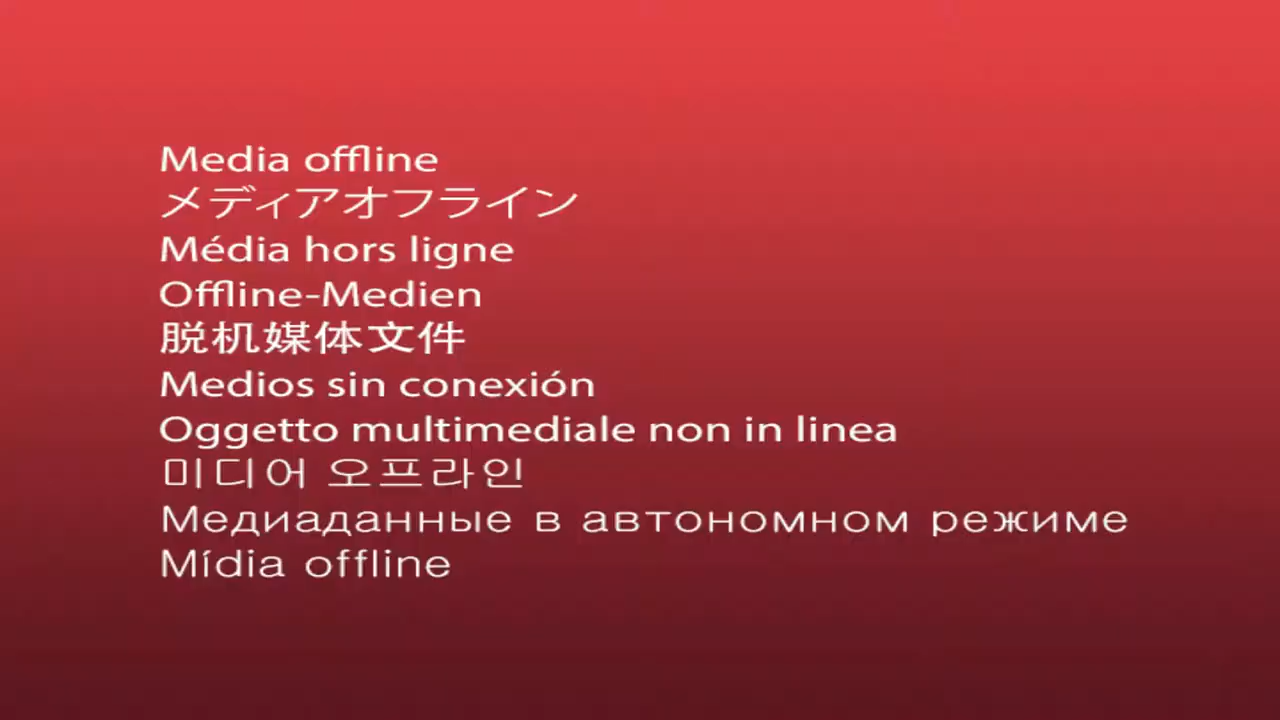 Media offline
メディアオフライン
Média hors ligne
Offline-Medien
脱机媒体文件
Medios sin conexión
Oggetto multimediale non in linea
미디어 오프라인
Медиаданные в автономном режиме
Mídia offline